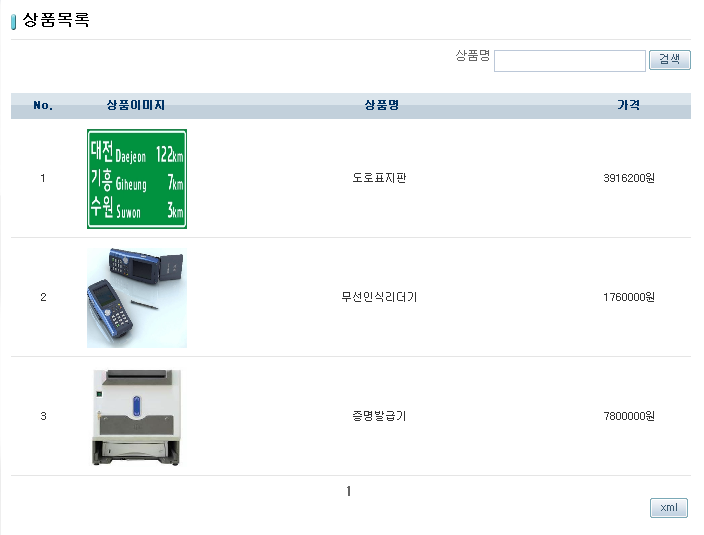 상품목록
상품명 검색
No. 상품이미지 상품명 가격
대전 Daejeon 122km
기흥 Giheung 7km
수원 Suwon 3km
1 도로표지판 3916200원
2 무선인식리더기 1760000원
3 증명발급기 7800000원
1
xml